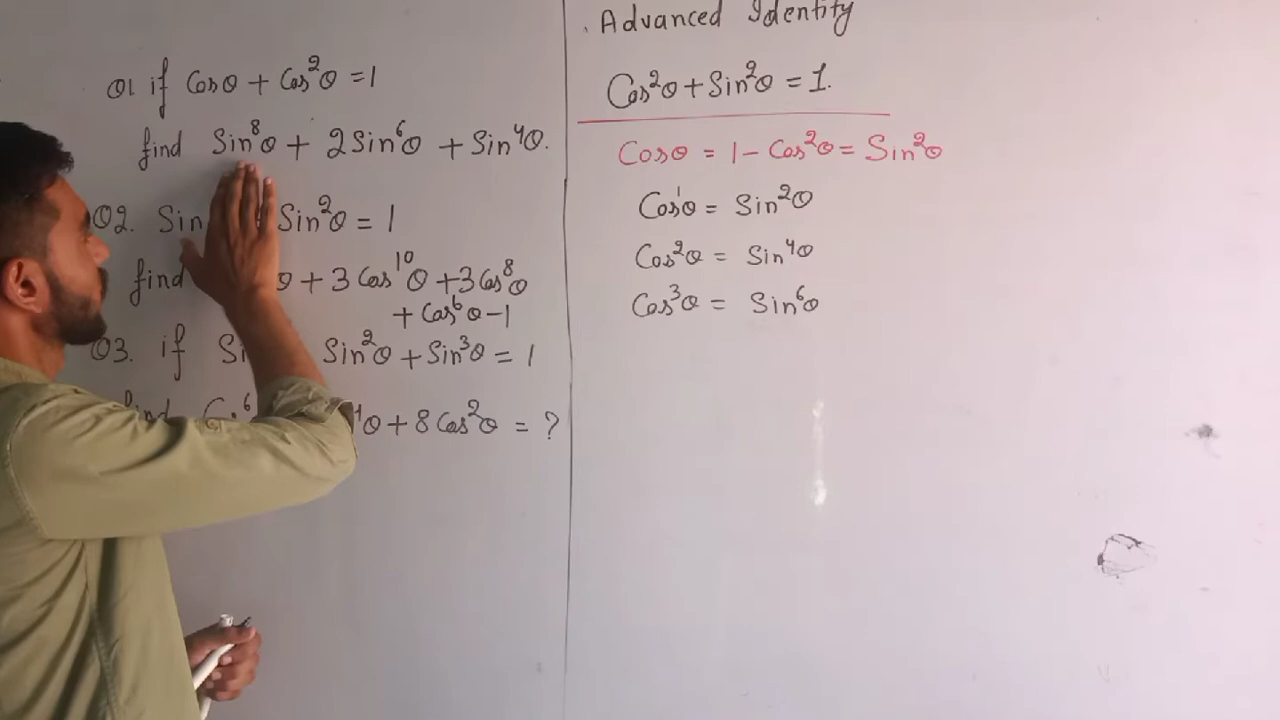 Q1 if Cosθ + Cos²θ = 1
find Sin⁸θ + 2Sin⁶θ + Sin⁴θ.
Q2. Sin Sin²θ = 1
find θ + 3 Cos¹⁰θ + 3Cos⁸θ
+ Cos⁶θ - 1
Q3. if Si Sin²θ + Sin³θ = 1
⁴θ + 8Cos²θ = ?
. Advanced Identity
Cos²θ + Sin²θ = 1.
Cosθ = 1 - Cos²θ = Sin²θ
Cos¹θ = Sin²θ
Cos²θ = Sin⁴θ
Cos³θ = Sin⁶θ